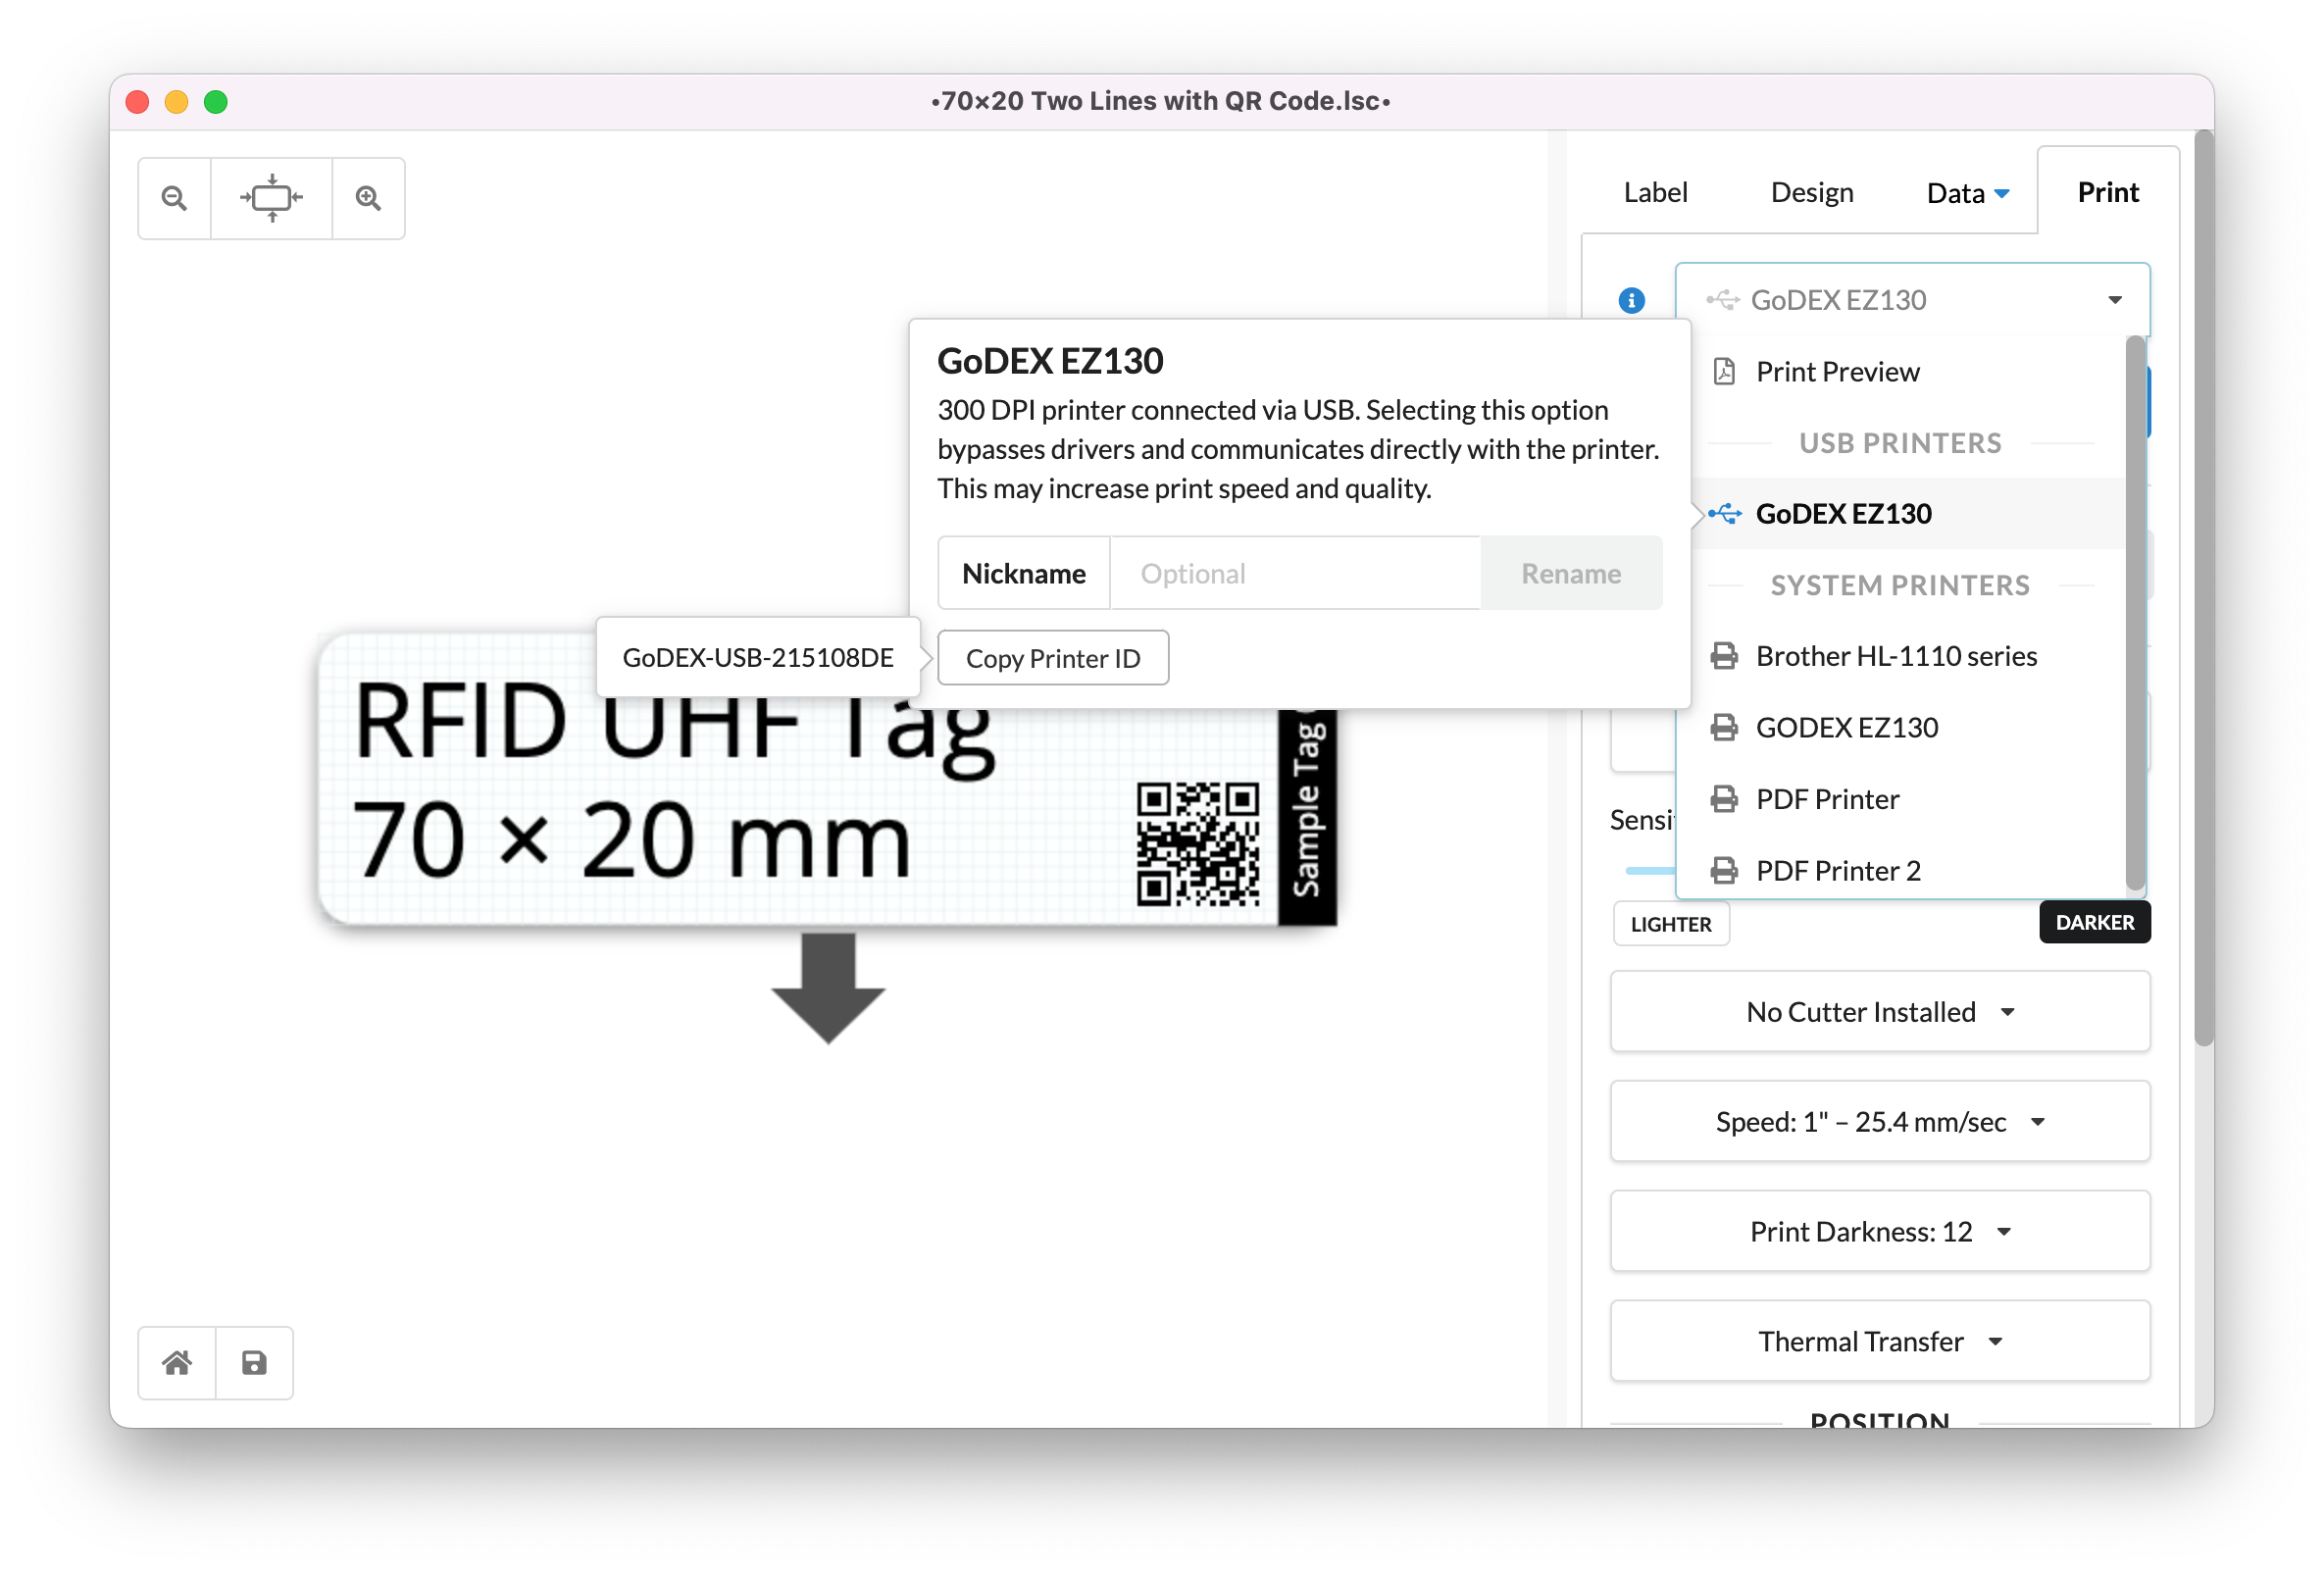 •70×20 Two Lines with QR Code.lsc•
Label
Design
Data
Print
GoDEX EZ130
Print Preview
USB PRINTERS
GoDEX EZ130
SYSTEM PRINTERS
Brother HL-1110 series
GODEX EZ130
PDF Printer
PDF Printer 2
GoDEX EZ130
300 DPI printer connected via USB. Selecting this option
bypasses drivers and communicates directly with the printer.
This may increase print speed and quality.
Nickname
Optional
Rename
Copy Printer ID
GoDEX-USB-215108DE
RFID UHF Tag
70 × 20 mm
Sample Tag
Sensi
LIGHTER
DARKER
No Cutter Installed
Speed: 1" – 25.4 mm/sec
Print Darkness: 12
Thermal Transfer
POSITION